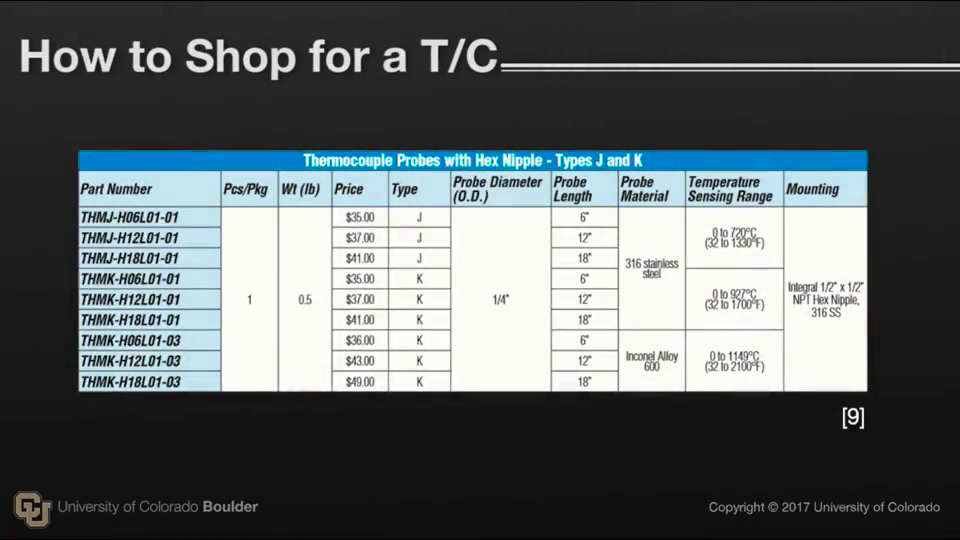 How to Shop for a T/C
Thermocouple Probes with Hex Nipple - Types J and K
Part Number Pcs/Pkg Wt (lb) Price Type Probe Diameter (O.D.) Probe Length Probe Material Temperature Sensing Range Mounting
THMJ-H06L01-01 $35.00 J 6"
THMJ-H12L01-01 $37.00 J 12" 0 to 720°C (32 to 1330°F)
THMJ-H18L01-01 $41.00 J 18" 316 stainless steel
THMK-H06L01-01 $35.00 K 6"
THMK-H12L01-01 1 0.5 $37.00 K 1/4" 12" 0 to 927°C (32 to 1700°F) Integral 1/2" x 1/2" NPT Hex Nipple, 316 SS
THMK-H18L01-01 $41.00 K 18"
THMK-H06L01-03 $36.00 K 6"
THMK-H12L01-03 $43.00 K 12" Inconel Alloy 600 0 to 1149°C (32 to 2100°F)
THMK-H18L01-03 $49.00 K 18"
[9]
CU University of Colorado Boulder
Copyright © 2017 University of Colorado